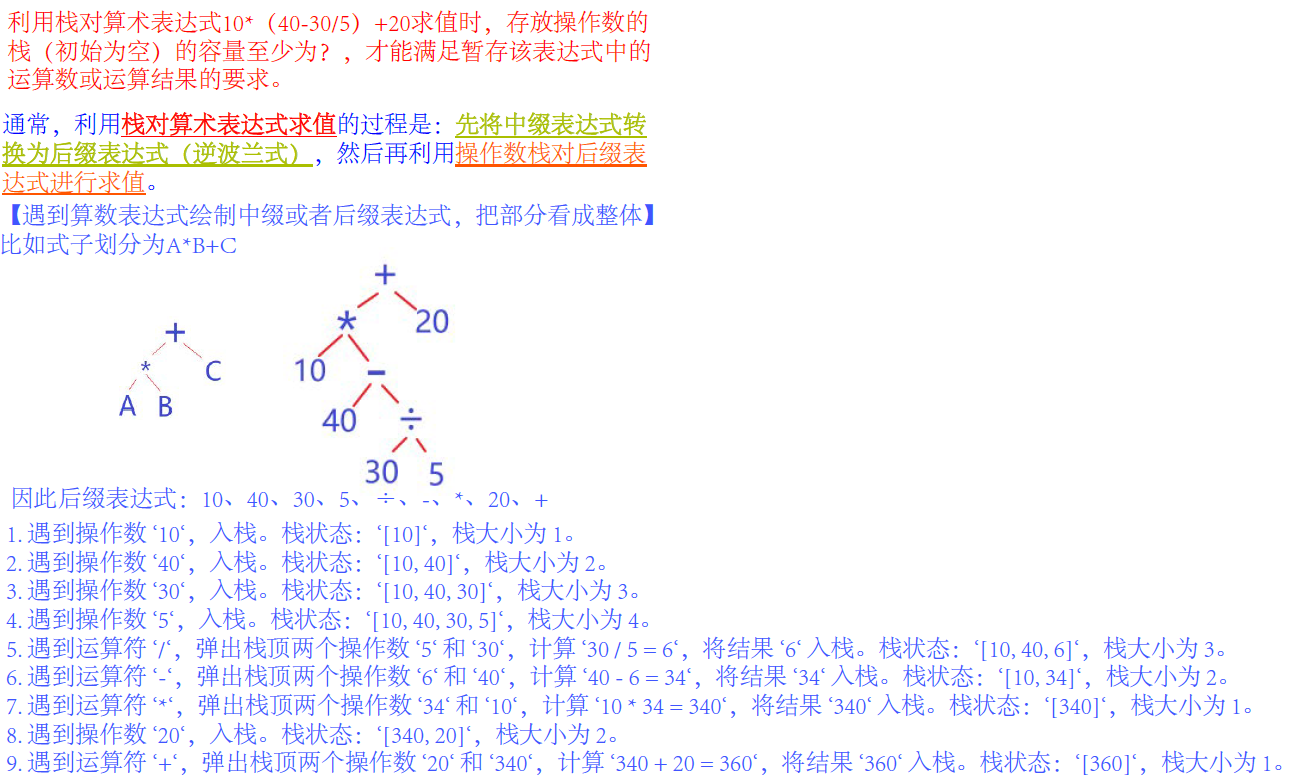 利用栈对算术表达式10*（40-30/5）+20求值时，存放操作数的
栈（初始为空）的容量至少为？，才能满足暂存该表达式中的
运算数或运算结果的要求。
通常，利用栈对算术表达式求值的过程是：先将中缀表达式转
换为后缀表达式（逆波兰式），然后再利用操作数栈对后缀表
达式进行求值。
【遇到算数表达式绘制中缀或者后缀表达式，把部分看成整体】
比如式子划分为A*B+C
+
* C
A B
+
* 20
10 -
40 ÷
30 5
因此后缀表达式：10、40、30、5、÷、-、*、20、+
1. 遇到操作数 ‘10‘，入栈。栈状态：‘[10]‘，栈大小为 1。
2. 遇到操作数 ‘40‘，入栈。栈状态：‘[10, 40]‘，栈大小为 2。
3. 遇到操作数 ‘30‘，入栈。栈状态：‘[10, 40, 30]‘，栈大小为 3。
4. 遇到操作数 ‘5‘，入栈。栈状态：‘[10, 40, 30, 5]‘，栈大小为 4。
5. 遇到运算符 ‘/‘，弹出栈顶两个操作数 ‘5‘ 和 ‘30‘，计算 ‘30 / 5 = 6‘，将结果 ‘6‘ 入栈。栈状态：‘[10, 40, 6]‘，栈大小为 3。
6. 遇到运算符 ‘-‘，弹出栈顶两个操作数 ‘6‘ 和 ‘40‘，计算 ‘40 - 6 = 34‘，将结果 ‘34‘ 入栈。栈状态：‘[10, 34]‘，栈大小为 2。
7. 遇到运算符 ‘*‘，弹出栈顶两个操作数 ‘34‘ 和 ‘10‘，计算 ‘10 * 34 = 340‘，将结果 ‘340‘ 入栈。栈状态：‘[340]‘，栈大小为 1。
8. 遇到操作数 ‘20‘，入栈。栈状态：‘[340, 20]‘，栈大小为 2。
9. 遇到运算符 ‘+‘，弹出栈顶两个操作数 ‘20‘ 和 ‘340‘，计算 ‘340 + 20 = 360‘，将结果 ‘360‘ 入栈。栈状态：‘[360]‘，栈大小为 1。